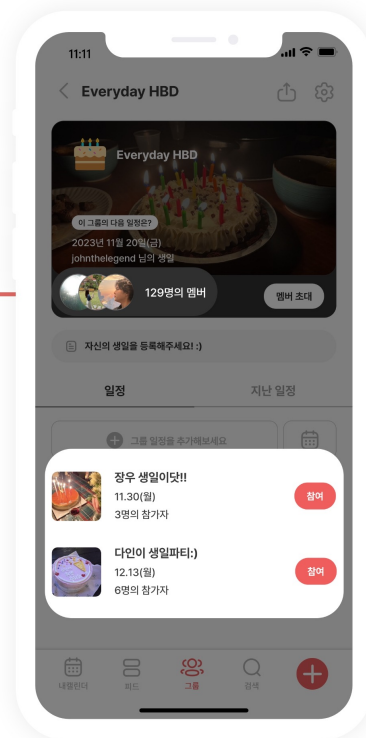 11:11
Everyday HBD
Everyday HBD
이 그룹의 다음 일정은?
2023년 11월 20일(금)
johnthelegend 님의 생일
129명의 멤버
멤버 초대
자신의 생일을 등록해주세요! :)
일정
지난 일정
그룹 일정을 추가해보세요
장우 생일이닷!!
11.30(월)
3명의 참가자
참여
다인이 생일파티:)
12.13(월)
6명의 참가자
참여
내캘린더
피드
그룹
검색